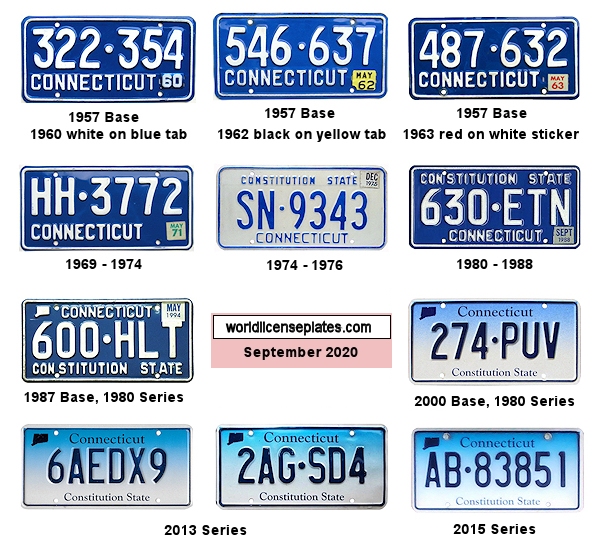 322·354
CONNECTICUT 60
1957 Base
1960 white on blue tab
546·637
CONNECTICUT MAY 62
1957 Base
1962 black on yellow tab
487·632
CONNECTICUT MAY 63
1957 Base
1963 red on white sticker
HH·3772
CONNECTICUT MAY 71
1969 - 1974
CONSTITUTION STATE DEC 1975
SN·9343
CONNECTICUT
1974 - 1976
CONSTITUTION STATE
630·ETN
CONNECTICUT SEPT 1988
1980 - 1988
CONNECTICUT MAY 1994
600·HLT
CONSTITUTION STATE
1987 Base, 1980 Series
worldlicenseplates.com
September 2020
Connecticut
274·PUV
Constitution State
2000 Base, 1980 Series
Connecticut
6AEDX9
Constitution State
Connecticut
2AG·SD4
Constitution State
2013 Series
Connecticut
AB·83851
Constitution State
2015 Series